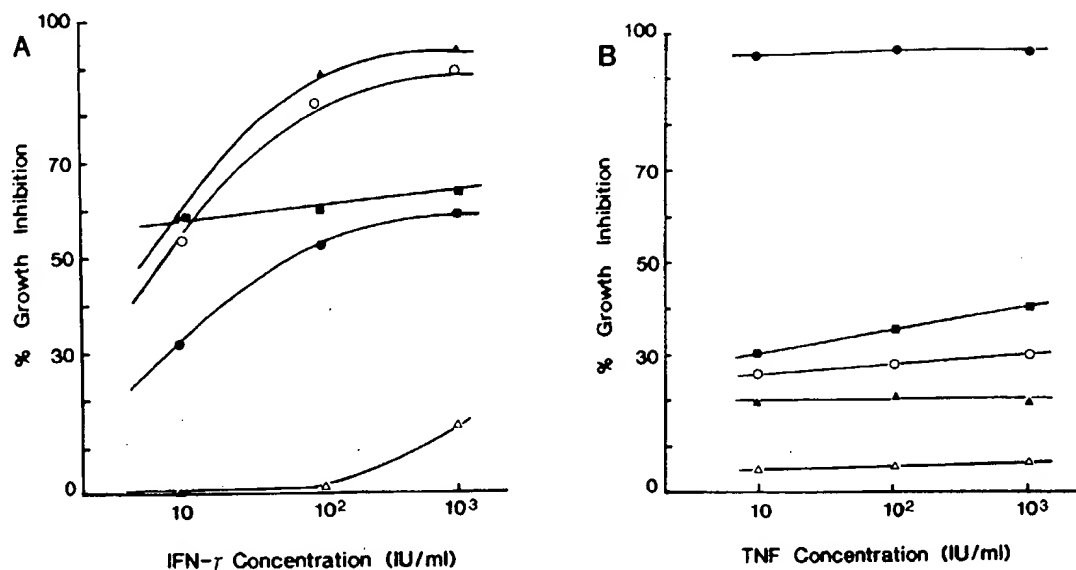 A
100
70
50
30
0
% Growth Inhibition
10
10²
10³
IFN-γ Concentration (IU/ml)
B
100
70
50
30
0
% Growth Inhibition
10
10²
10³
TNF Concentration (IU/ml)